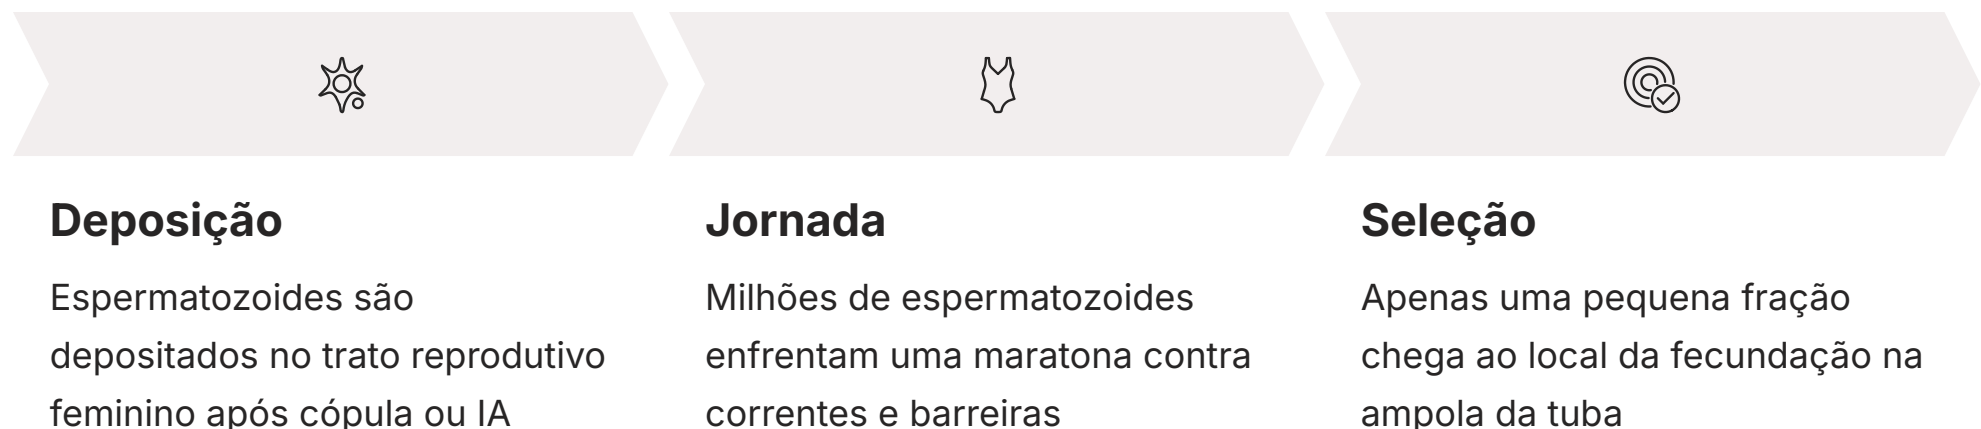 Deposição
Espermatozoides são
depositados no trato reprodutivo
feminino após cópula ou IA
Jornada
Milhões de espermatozoides
enfrentam uma maratona contra
correntes e barreiras
Seleção
Apenas uma pequena fração
chega ao local da fecundação na
ampola da tuba